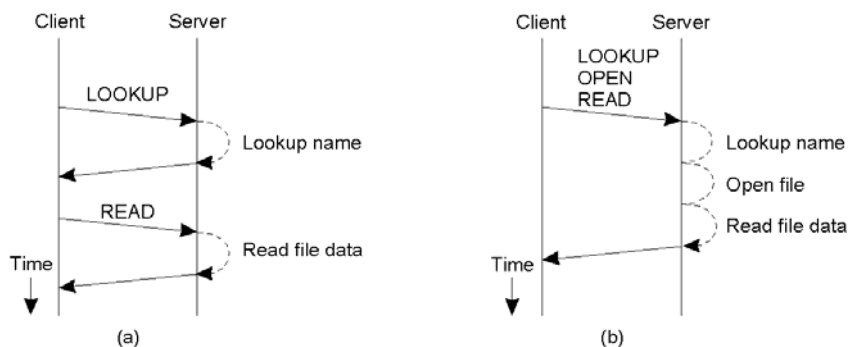 Client
Server
LOOKUP
Lookup name
READ
Read file data
Time
(a)
Client
Server
LOOKUP
OPEN
READ
Lookup name
Open file
Read file data
Time
(b)